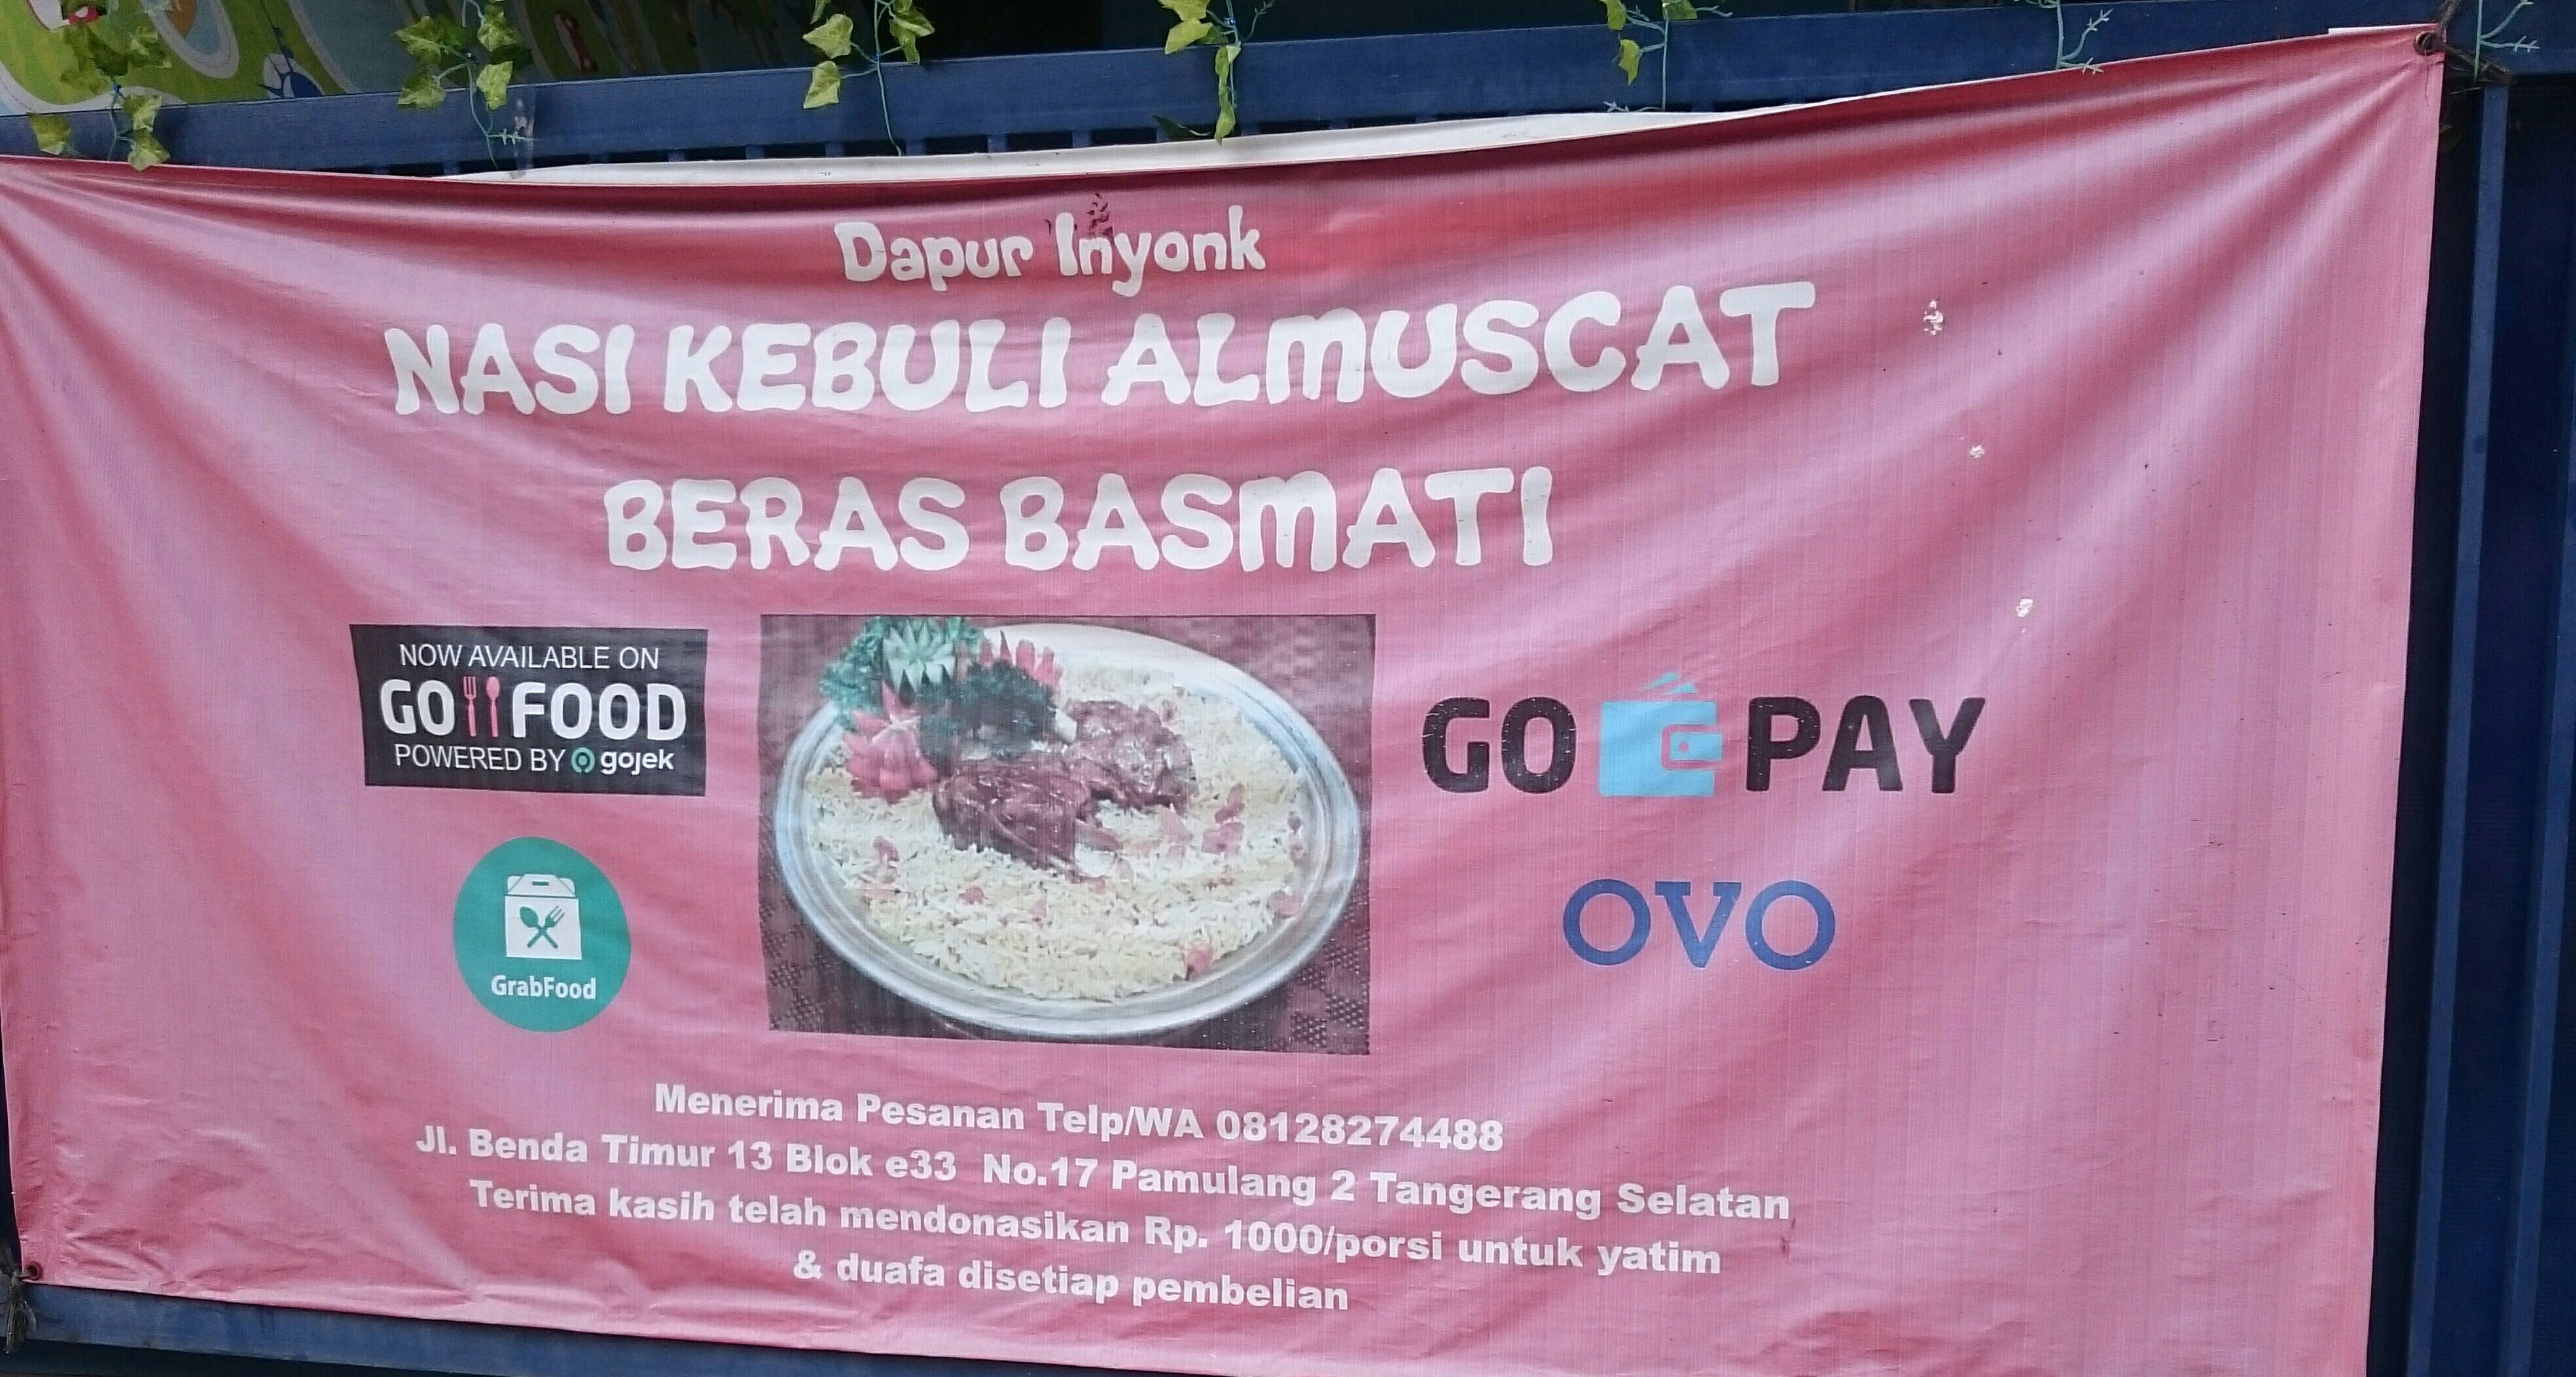 Dapur Inyonk
NASI KEBULI ALMUSCAT
BERAS BASMATI
NOW AVAILABLE ON
GO FOOD
POWERED BY gojek
GrabFood
GO PAY
OVO
Menerima Pesanan Telp/WA 08128274488
Jl. Benda Timur 13 Blok e33 No.17 Pamulang 2 Tangerang Selatan
Terima kasih telah mendonasikan Rp. 1000/porsi untuk yatim
& duafa disetiap pembelian